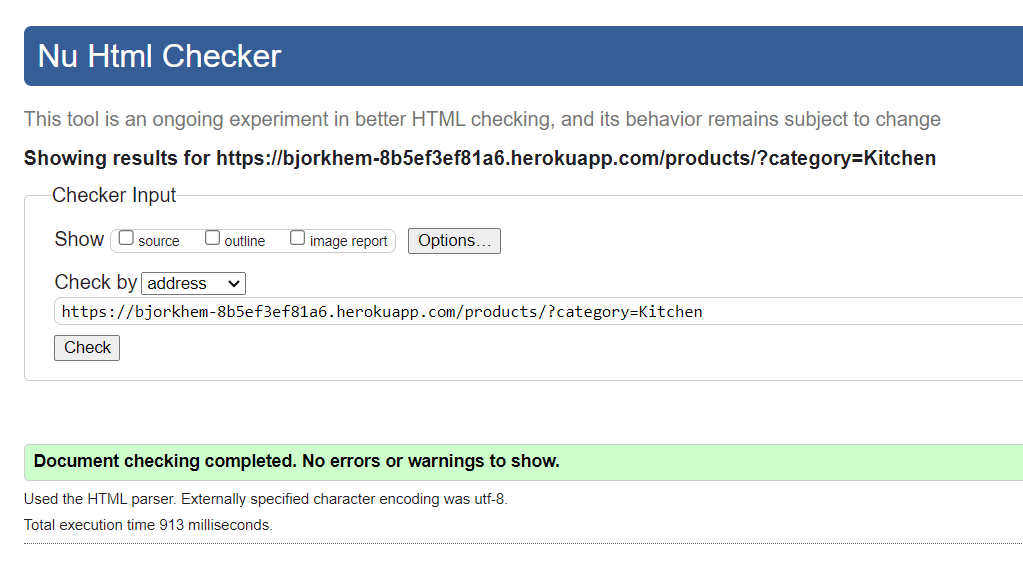 Nu Html Checker
This tool is an ongoing experiment in better HTML checking, and its behavior remains subject to change
Showing results for https://bjorkhem-8b5ef3ef81a6.herokuapp.com/products/?category=Kitchen
Checker Input
Show source outline image report Options…
Check by address
https://bjorkhem-8b5ef3ef81a6.herokuapp.com/products/?category=Kitchen
Check
Document checking completed. No errors or warnings to show.
Used the HTML parser. Externally specified character encoding was utf-8.
Total execution time 913 milliseconds.